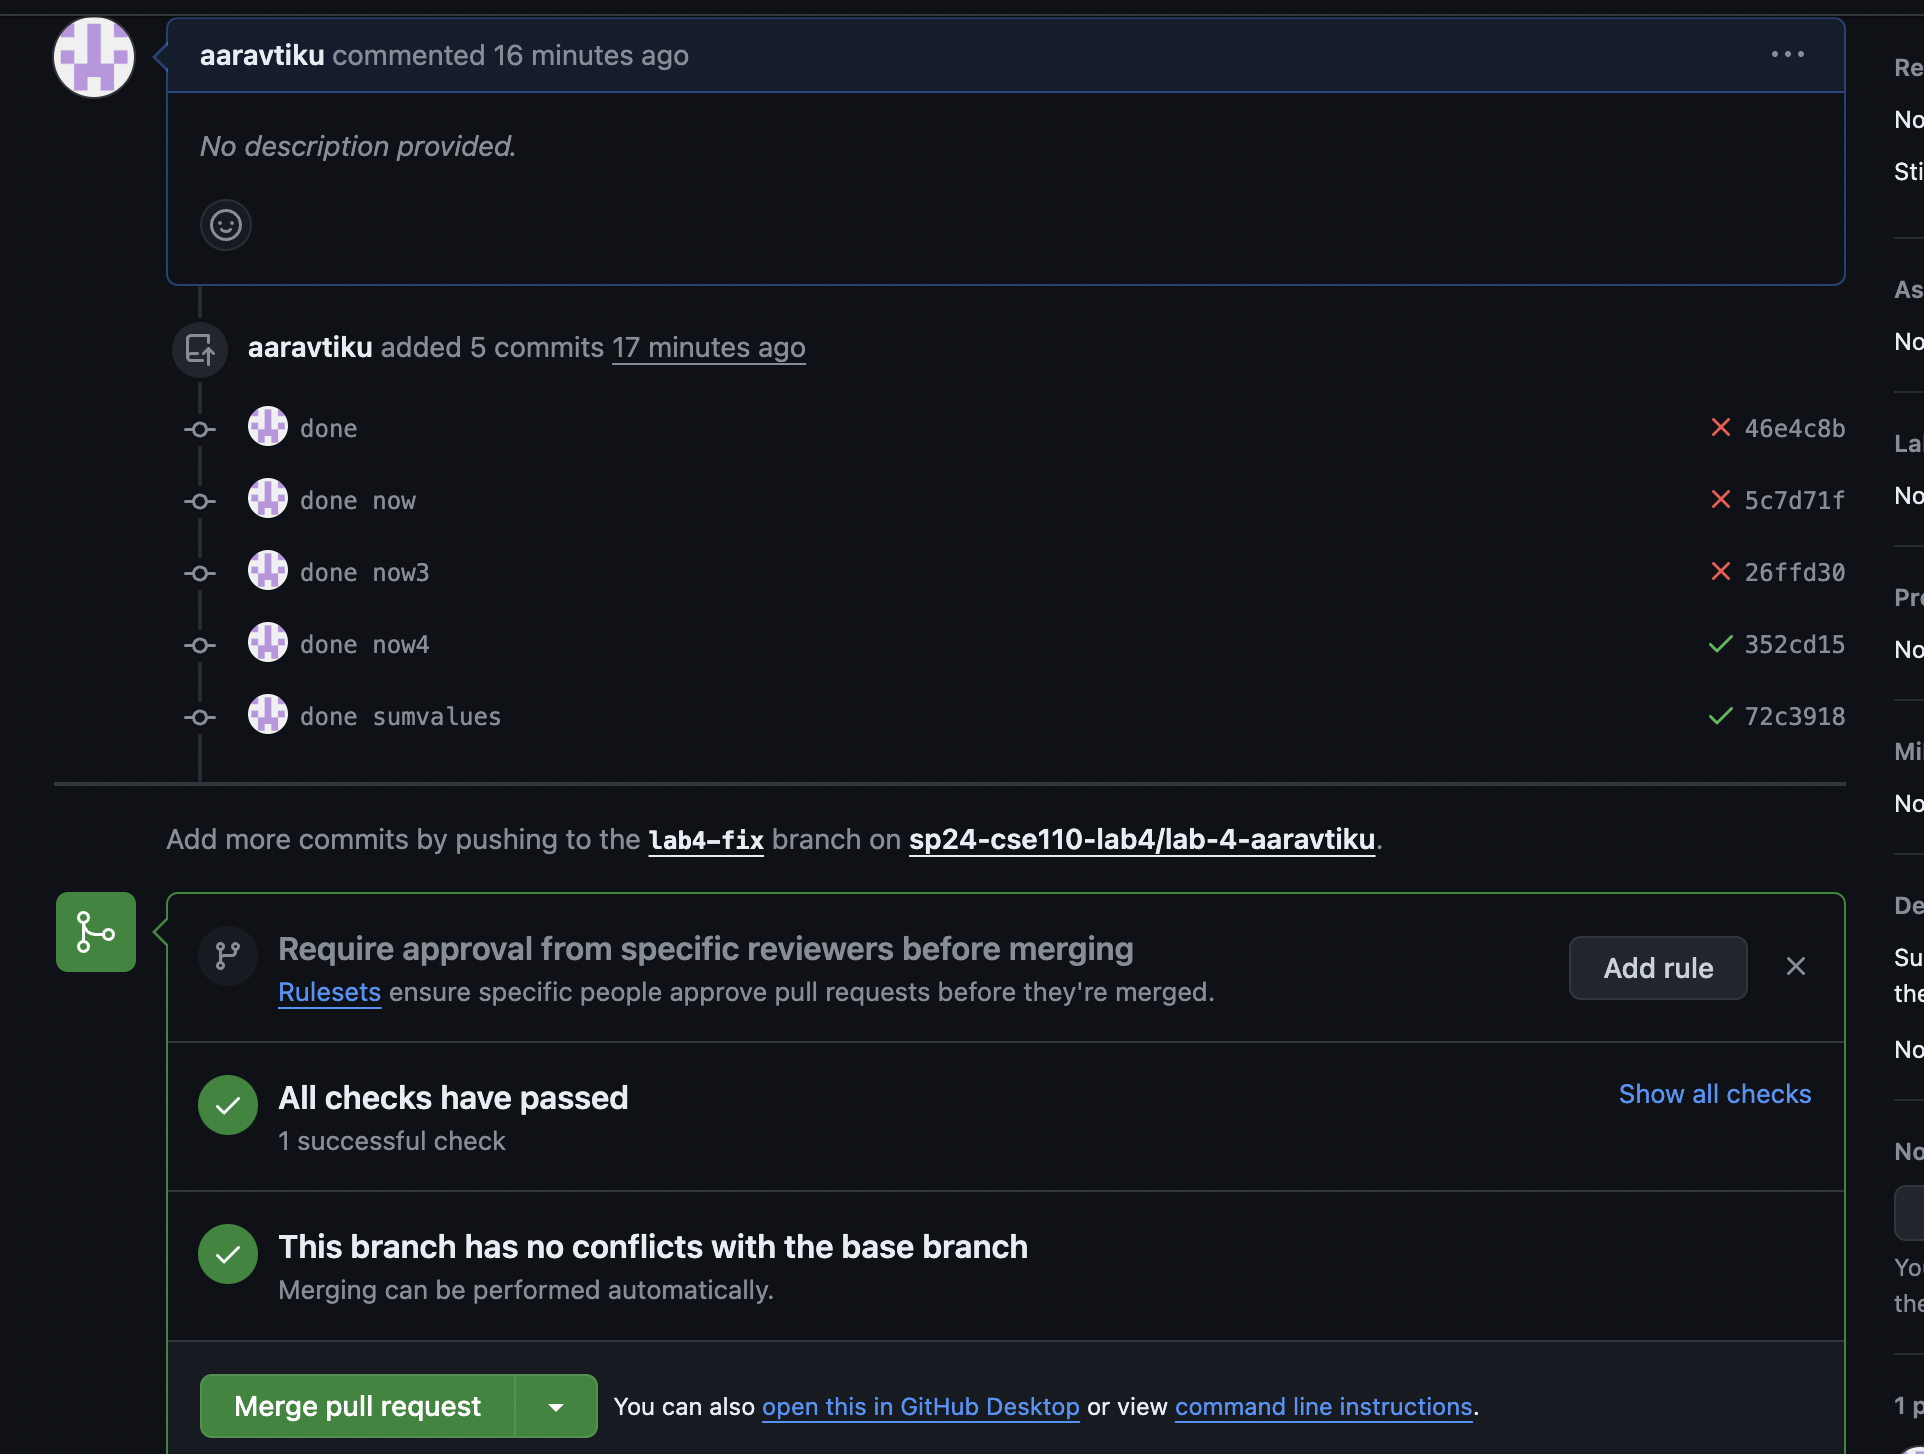 aaravtiku commented 16 minutes ago
No description provided.
aaravtiku added 5 commits 17 minutes ago
done 46e4c8b
done now 5c7d71f
done now3 26ffd30
done now4 352cd15
done sumvalues 72c3918
Add more commits by pushing to the lab4-fix branch on sp24-cse110-lab4/lab-4-aaravtiku.
Require approval from specific reviewers before merging
Rulesets ensure specific people approve pull requests before they're merged.
Add rule
All checks have passed
1 successful check
Show all checks
This branch has no conflicts with the base branch
Merging can be performed automatically.
Merge pull request
You can also open this in GitHub Desktop or view command line instructions.
Re
No
Sti
As
No
La
No
Pro
No
Mi
No
De
Su
the
No
No
Yo
the
1 p